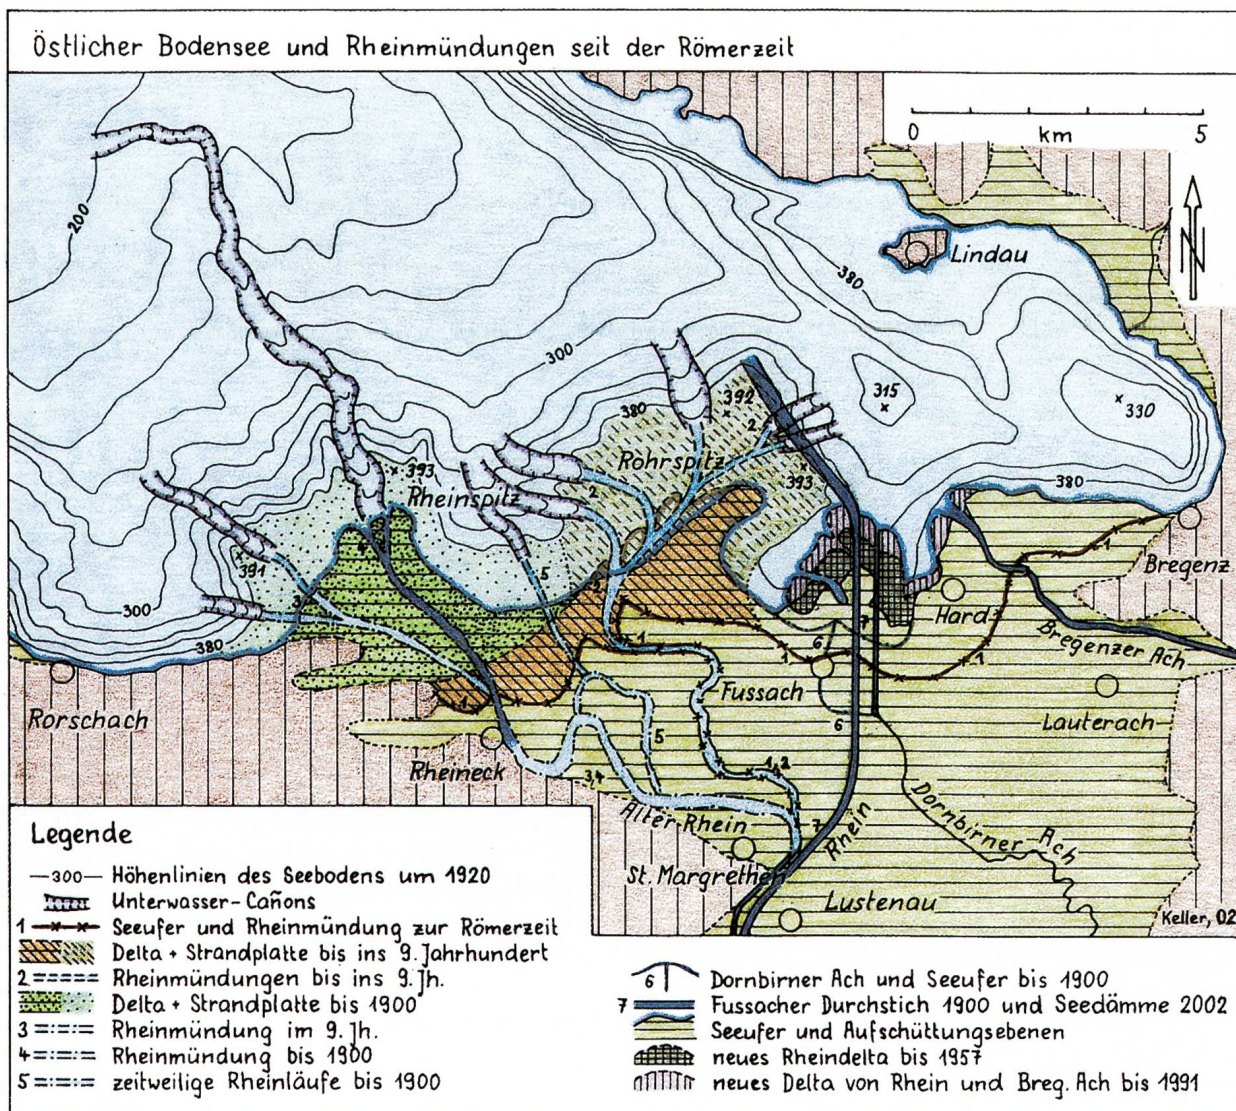 Östlicher Bodensee und Rheinmündungen seit der Römerzeit
0 5
km
N
200
Lindau
380
300
315
330
392
380
2
Rohrspitz
393
393
Rheinspitz
2
380
4
391
5
3
300
380
Rorschach
1
Rheineck
1
1
6
7
Hard
1
1
Bregenz
Bregenzer Ach
Fussach
6
Lauterach
5
3,4
1,2
Alter Rhein
7
Rhein
Dornbirner Ach
St. Margrethen
Lustenau
Keller, 02
Legende
300 Höhenlinien des Seebodens um 1920
Unterwasser-Cañons
1 Seeufer und Rheinmündung zur Römerzeit
Delta + Strandplatte bis ins 9. Jahrhundert
2 Rheinmündungen bis ins 9. Jh.
Delta + Strandplatte bis 1900
3 Rheinmündung im 9. Jh.
4 Rheinmündung bis 1900
5 zeitweilige Rheinläufe bis 1900
6 Dornbirner Ach und Seeufer bis 1900
7 Fussacher Durchstich 1900 und Seedämme 2002
Seeufer und Aufschüttungsebenen
neues Rheindelta bis 1957
neues Delta von Rhein und Breg. Ach bis 1991